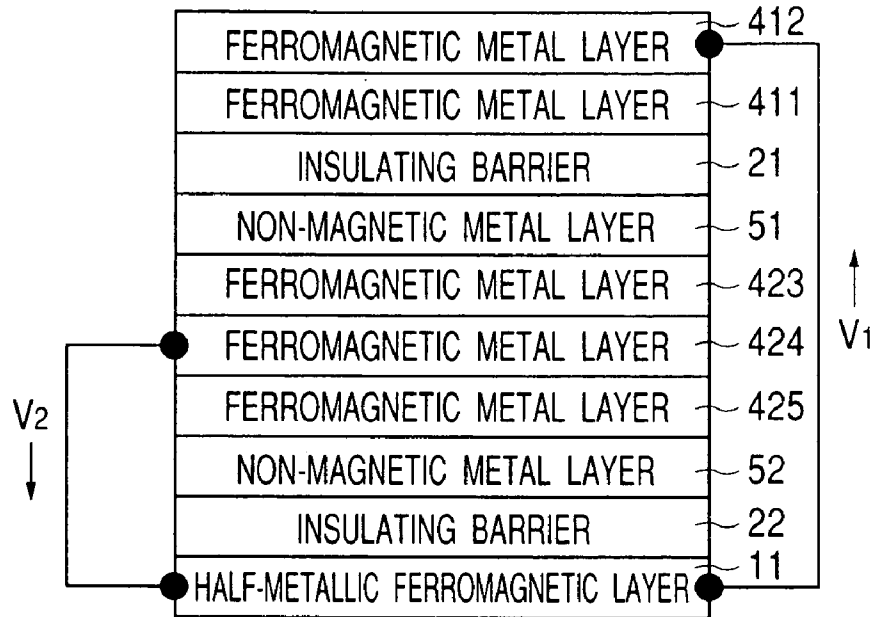 FERROMAGNETIC METAL LAYER 412
FERROMAGNETIC METAL LAYER 411
INSULATING BARRIER 21
NON-MAGNETIC METAL LAYER 51
FERROMAGNETIC METAL LAYER 423
FERROMAGNETIC METAL LAYER 424
V1
FERROMAGNETIC METAL LAYER 425
V2
NON-MAGNETIC METAL LAYER 52
INSULATING BARRIER 22
HALF-METALLIC FERROMAGNETIC LAYER 11